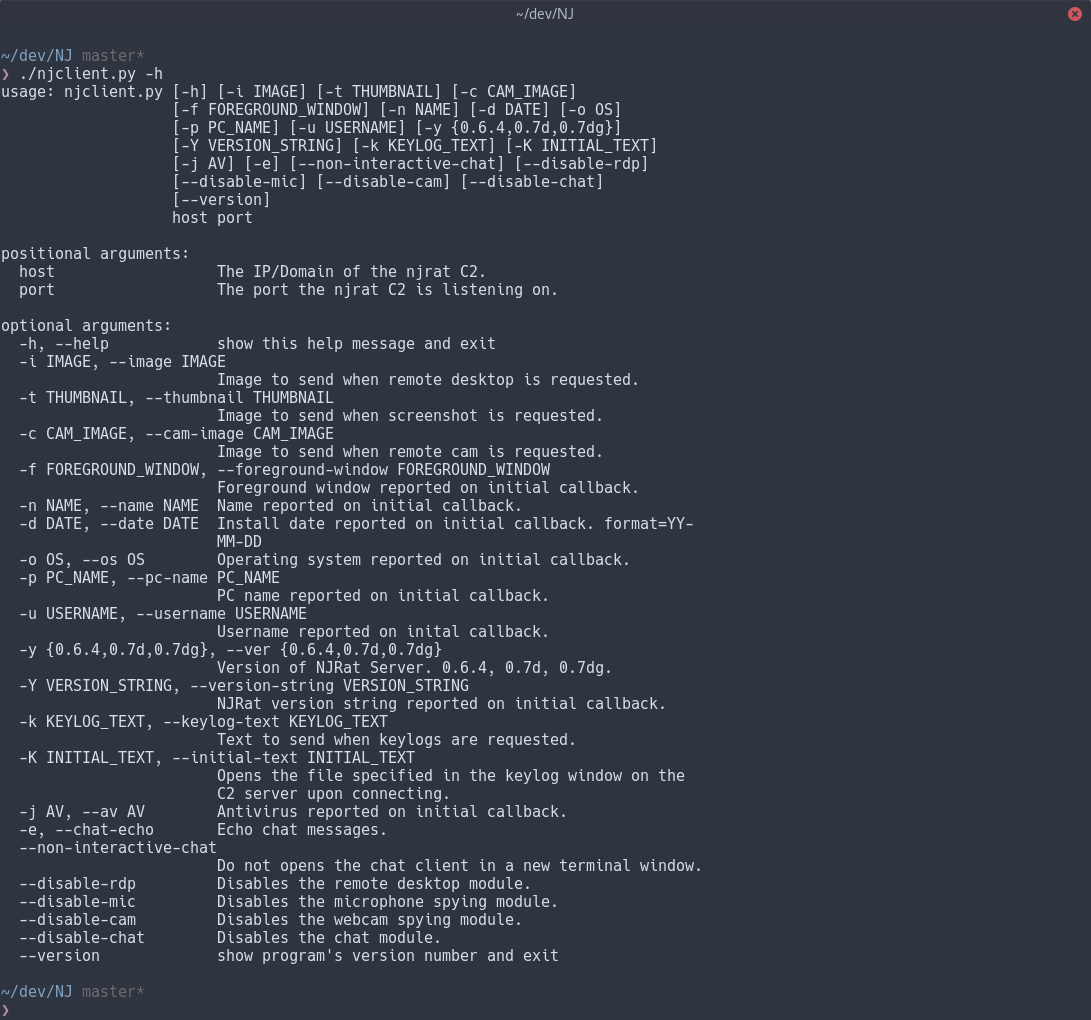 ~/dev/NJ
~/dev/NJ master*
❯ ./njclient.py -h
usage: njclient.py [-h] [-i IMAGE] [-t THUMBNAIL] [-c CAM_IMAGE]
                   [-f FOREGROUND_WINDOW] [-n NAME] [-d DATE] [-o OS]
                   [-p PC_NAME] [-u USERNAME] [-y {0.6.4,0.7d,0.7dg}]
                   [-Y VERSION_STRING] [-k KEYLOG_TEXT] [-K INITIAL_TEXT]
                   [-j AV] [-e] [--non-interactive-chat] [--disable-rdp]
                   [--disable-mic] [--disable-cam] [--disable-chat]
                   [--version]
                   host port
positional arguments:
  host                  The IP/Domain of the njrat C2.
  port                  The port the njrat C2 is listening on.
optional arguments:
  -h, --help            show this help message and exit
  -i IMAGE, --image IMAGE
                        Image to send when remote desktop is requested.
  -t THUMBNAIL, --thumbnail THUMBNAIL
                        Image to send when screenshot is requested.
  -c CAM_IMAGE, --cam-image CAM_IMAGE
                        Image to send when remote cam is requested.
  -f FOREGROUND_WINDOW, --foreground-window FOREGROUND_WINDOW
                        Foreground window reported on initial callback.
  -n NAME, --name NAME  Name reported on initial callback.
  -d DATE, --date DATE  Install date reported on initial callback. format=YY-
                        MM-DD
  -o OS, --os OS        Operating system reported on initial callback.
  -p PC_NAME, --pc-name PC_NAME
                        PC name reported on initial callback.
  -u USERNAME, --username USERNAME
                        Username reported on inital callback.
  -y {0.6.4,0.7d,0.7dg}, --ver {0.6.4,0.7d,0.7dg}
                        Version of NJRat Server. 0.6.4, 0.7d, 0.7dg.
  -Y VERSION_STRING, --version-string VERSION_STRING
                        NJRat version string reported on initial callback.
  -k KEYLOG_TEXT, --keylog-text KEYLOG_TEXT
                        Text to send when keylogs are requested.
  -K INITIAL_TEXT, --initial-text INITIAL_TEXT
                        Opens the file specified in the keylog window on the
                        C2 server upon connecting.
  -j AV, --av AV        Antivirus reported on initial callback.
  -e, --chat-echo       Echo chat messages.
  --non-interactive-chat
                        Do not opens the chat client in a new terminal window.
  --disable-rdp         Disables the remote desktop module.
  --disable-mic         Disables the microphone spying module.
  --disable-cam         Disables the webcam spying module.
  --disable-chat        Disables the chat module.
  --version             show program's version number and exit
~/dev/NJ master*
❯